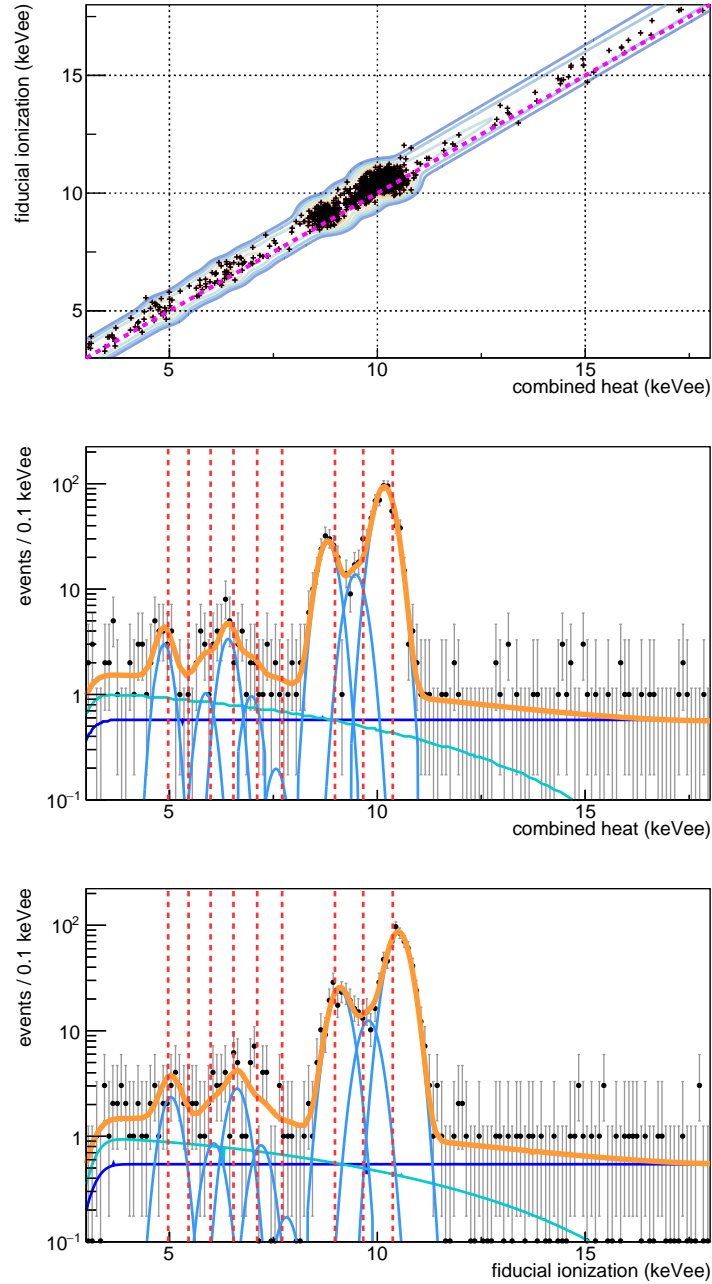 fiducial ionization (keVee)
15
10
5
5 10 15
combined heat (keVee)
events / 0.1 keVee
10²
10
1
10⁻¹
5 10 15
combined heat (keVee)
events / 0.1 keVee
10²
10
1
10⁻¹
5 10 15
fiducial ionization (keVee)